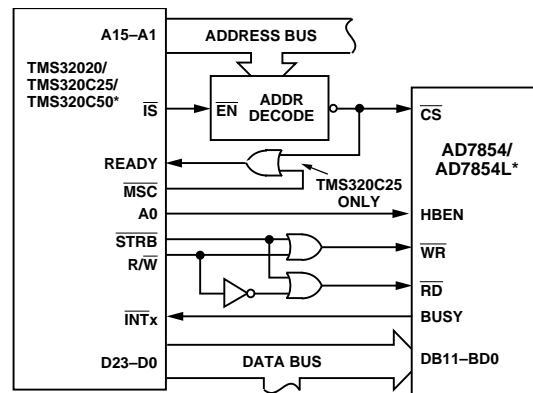 A15–A1
ADDRESS BUS
TMS32020/
TMS320C25/
TMS320C50*
IS
EN
ADDR
DECODE
CS
AD7854/
AD7854L*
READY
MSC
TMS320C25
ONLY
A0
HBEN
STRB
R/W
WR
RD
INTx
BUSY
D23–D0
DATA BUS
DB11–BD0